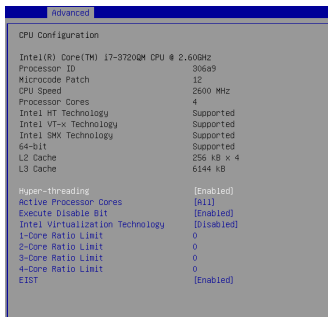 Advanced
CPU Configuration
Intel(R) Core(TM) i7-3720QM CPU @ 2.60GHz
Processor ID 306a9
Microcode Patch 12
CPU Speed 2600 MHz
Processor Cores 4
Intel HT Technology Supported
Intel VT-x Technology Supported
Intel SMX Technology Supported
64-bit Supported
L2 Cache 256 kB x 4
L3 Cache 6144 kB
Hyper-threading [Enabled]
Active Processor Cores [All]
Execute Disable Bit [Enabled]
Intel Virtualization Technology [Disabled]
1-Core Ratio Limit 0
2-Core Ratio Limit 0
3-Core Ratio Limit 0
4-Core Ratio Limit 0
EIST [Enabled]